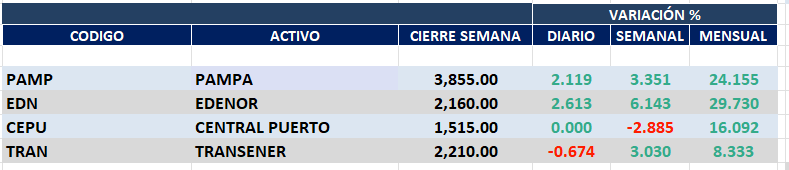 VARIACIÓN %
CODIGO ACTIVO CIERRE SEMANA DIARIO SEMANAL MENSUAL
PAMP PAMPA 3,855.00 2.119 3.351 24.155
EDN EDENOR 2,160.00 2.613 6.143 29.730
CEPU CENTRAL PUERTO 1,515.00 0.000 -2.885 16.092
TRAN TRANSENER 2,210.00 -0.674 3.030 8.333